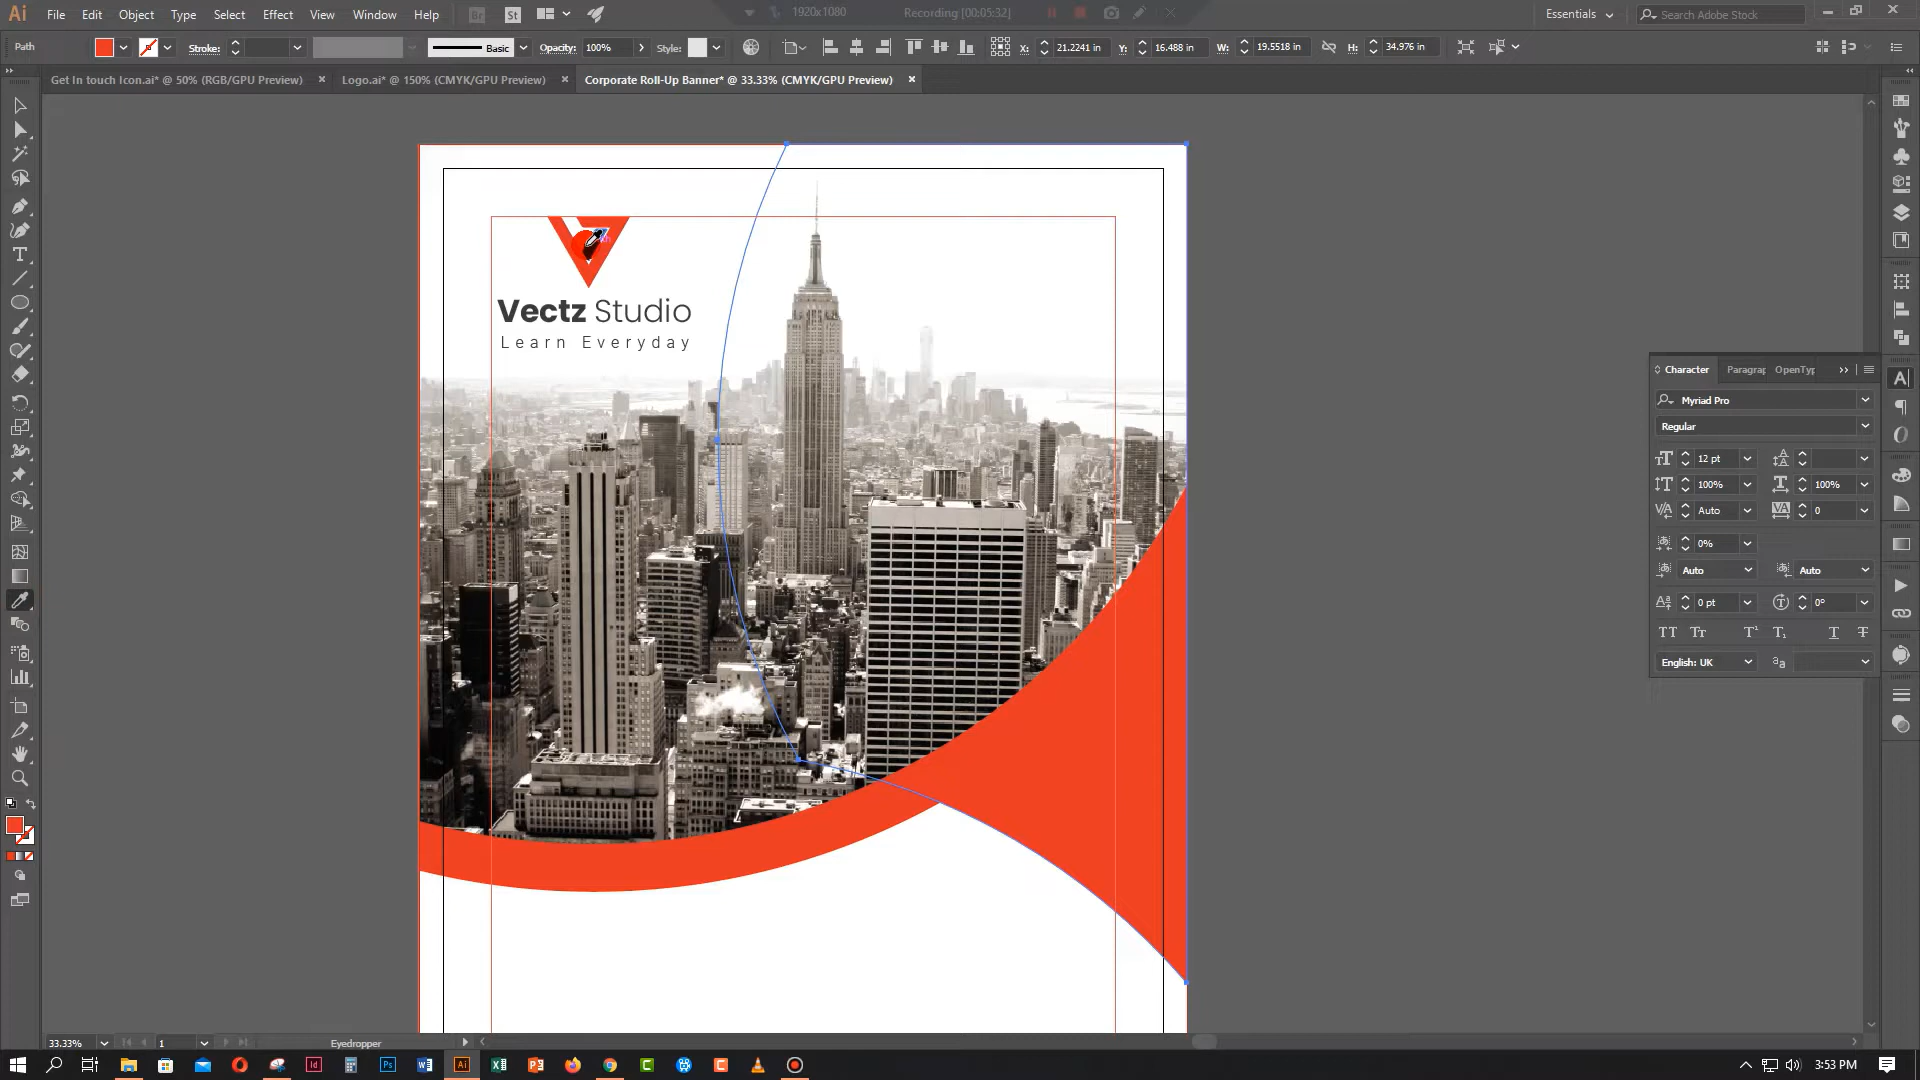 Ai File Edit Object Type Select Effect View Window Help Br St 1920x1080 Recording [00:05:32] Essentials Search Adobe Stock
Path Stroke: Basic Opacity: 100% Style: X: 21.2241 in Y: 16.488 in W: 19.5518 in H: 34.976 in
Get In touch Icon.ai* @ 50% (RGB/GPU Preview) Logo.ai* @ 150% (CMYK/GPU Preview) Corporate Roll-Up Banner* @ 33.33% (CMYK/GPU Preview)
Vectz Studio
Learn Everyday
Character Paragrap OpenTyp
Myriad Pro
Regular
12 pt
100% 100%
Auto 0
0%
Auto Auto
0 pt 0°
English: UK
33.33% 1 Eyedropper
3:53 PM